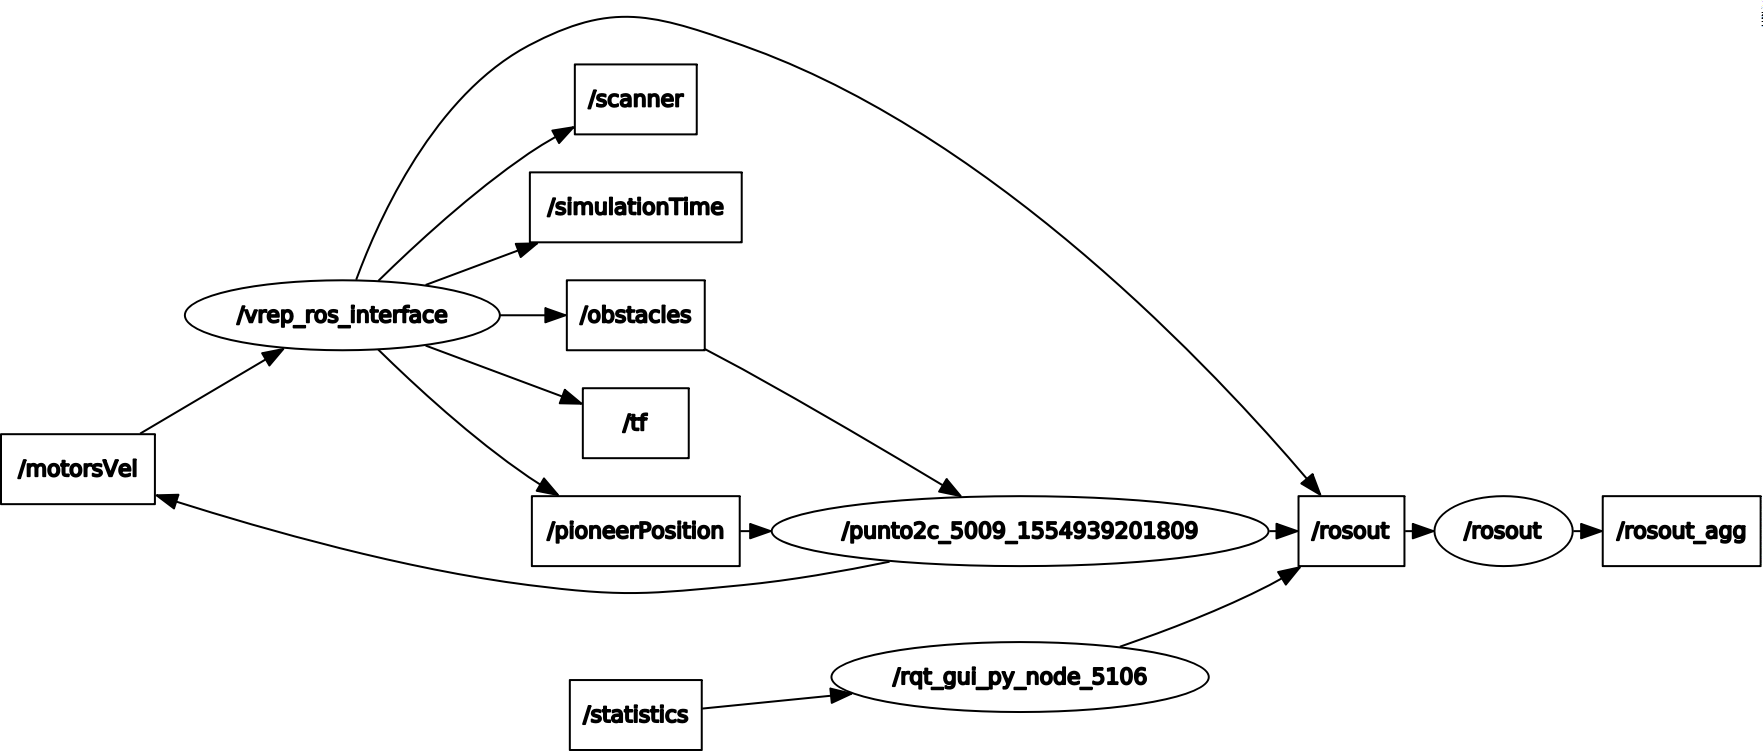 /scanner
/simulationTime
/vrep_ros_interface
/obstacles
/tf
/motorsVel
/pioneerPosition
/punto2c_5009_1554939201809
/rosout
/rosout
/rosout_agg
/rqt_gui_py_node_5106
/statistics